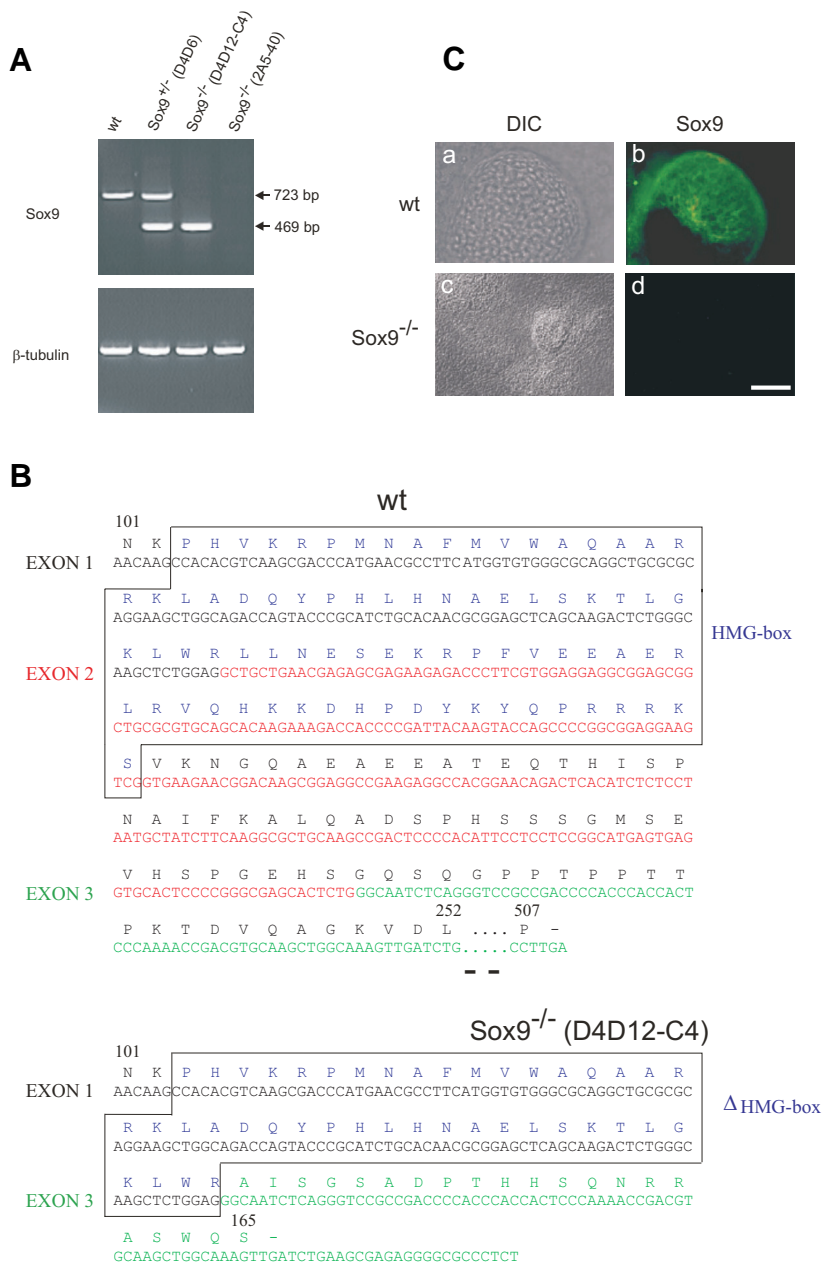 A
wt
Sox9+/- (D4D6)
Sox9-/- (D4D12-C4)
Sox9-/- (2A5-40)
Sox9
723 bp
469 bp
β-tubulin
C
DIC
Sox9
wt
a
b
Sox9-/-
c
d
B
wt
101
N K P H V K R P M N A F M V W A Q A A R
EXON 1
AACAAGCCACACGTCAAGCGACCCATGAACGCCTTCATGGTGTGGGCGCAGGCTGCGCGC
R K L A D Q Y P H L H N A E L S K T L G
AGGAAGCTGGCAGACCAGTACCCGCATCTGCACAACGCGGAGCTCAGCAAGACTCTGGGC
HMG-box
K L W R L L N E S E K R P F V E E A E R
EXON 2
AAGCTCTGGAGGCTGCTGAACGAGAGCGAGAAGAGACCCTTCGTGGAGGAGGCGGAGCGG
L R V Q H K K D H P D Y K Y Q P R R R K
CTGCGCGTGCAGCACAAGAAAGACCACCCCGATTACAAGTACCAGCCCCGGCGGAGGAAG
S V K N G Q A E A E E A T E Q T H I S P
TCGGTGAAGAACGGACAAGCGGAGGCCGAAGAGGCCACGGAACAGACTCACATCTCTCCT
N A I F K A L Q A D S P H S S S G M S E
AATGCTATCTTCAAGGCGCTGCAAGCCGACTCCCCACATTCCTCCTCCGGCATGAGTGAG
V H S P G E H S G Q S Q G P P T P P T T
EXON 3
GTGCACTCCCCGGGCGAGCACTCTGGGCAATCTCAGGGTCCGCCGACCCCACCCACCACT
252 507
P K T D V Q A G K V D L .... P -
CCCAAAACCGACGTGCAAGCTGGCAAAGTTGATCTG.....CCTTGA
Sox9-/- (D4D12-C4)
101
N K P H V K R P M N A F M V W A Q A A R
EXON 1
AACAAGCCACACGTCAAGCGACCCATGAACGCCTTCATGGTGTGGGCGCAGGCTGCGCGC
Δ HMG-box
R K L A D Q Y P H L H N A E L S K T L G
AGGAAGCTGGCAGACCAGTACCCGCATCTGCACAACGCGGAGCTCAGCAAGACTCTGGGC
K L W R A I S G S A D P T H H S Q N R R
EXON 3
AAGCTCTGGAGGGCAATCTCAGGGTCCGCCGACCCCACCCACCACTCCCAAAACCGACGT
165
A S W Q S -
GCAAGCTGGCAAAGTTGATCTGAAGCGAGAGGGGCGCCCTCT